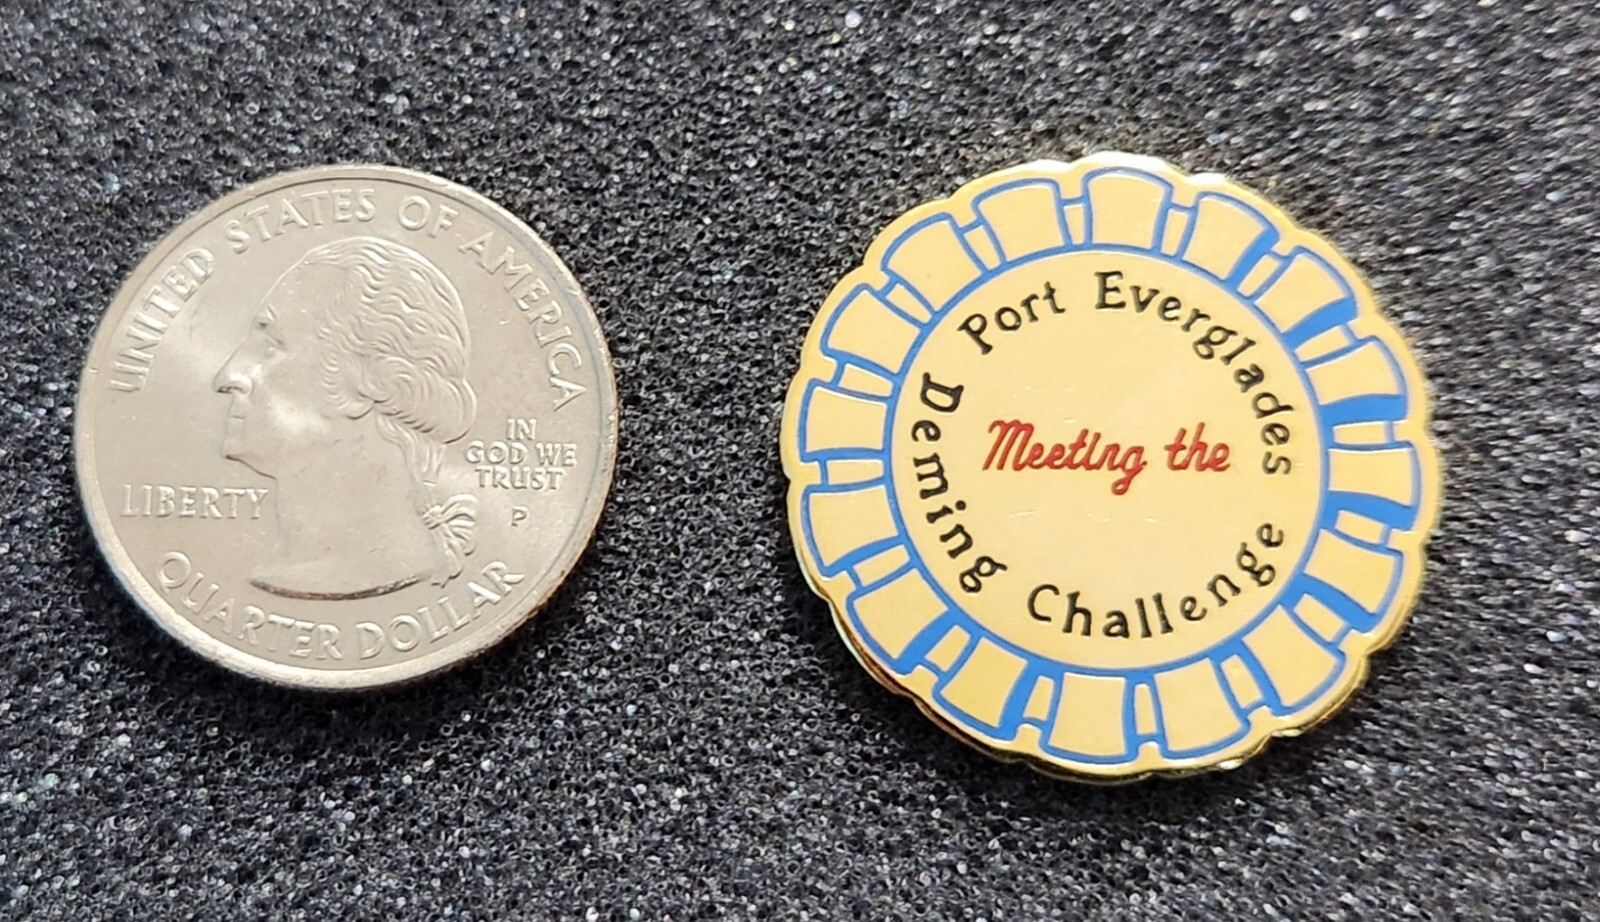 UNITED STATES OF AMERICA
LIBERTY
IN
GOD WE
TRUST
P
QUARTER DOLLAR
Port Everglades
Meeting the
Deming Challenge